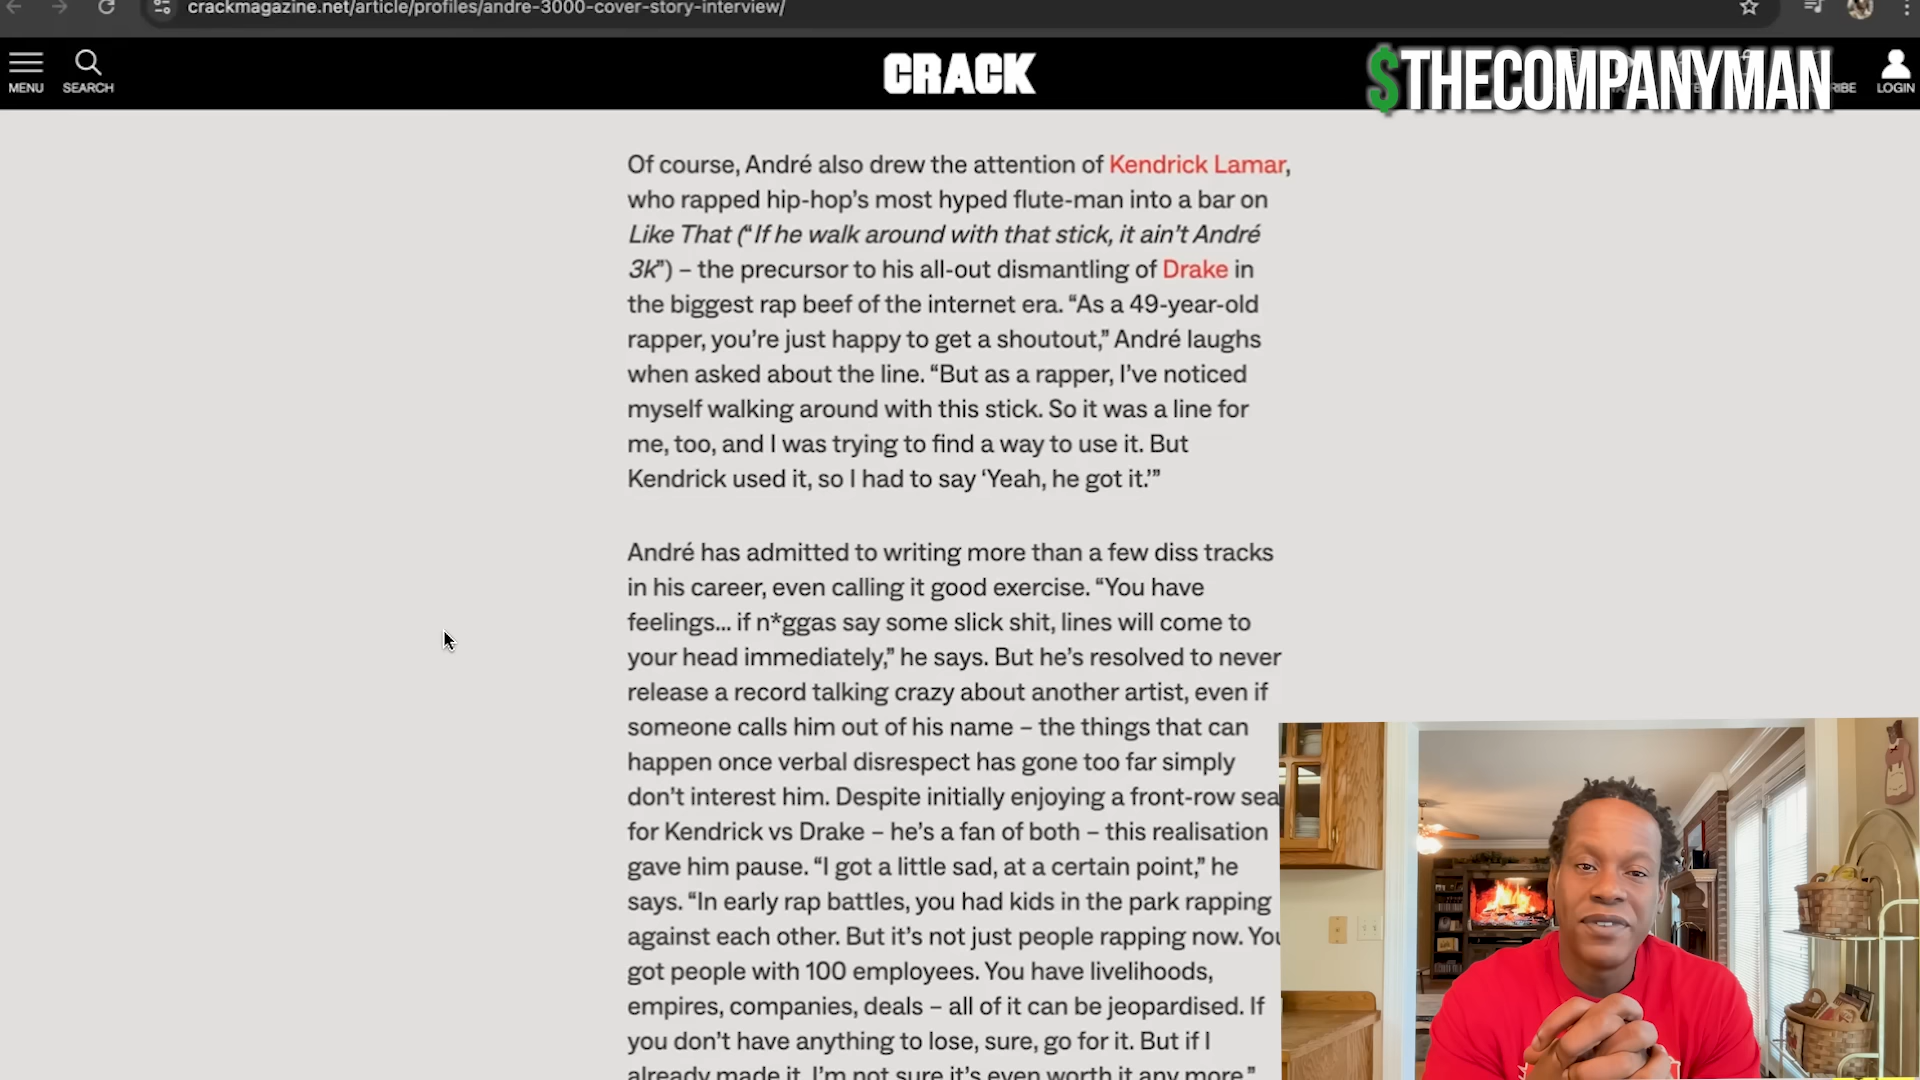 crackmagazine.net/article/profiles/andre-3000-cover-story-interview/
MENU
SEARCH
CRACK
$THECOMPANYMAN
LOGIN
Of course, André also drew the attention of Kendrick Lamar,
who rapped hip-hop's most hyped flute-man into a bar on
Like That (“If he walk around with that stick, it ain't André
3k”) – the precursor to his all-out dismantling of Drake in
the biggest rap beef of the internet era. “As a 49-year-old
rapper, you're just happy to get a shoutout,” André laughs
when asked about the line. “But as a rapper, I've noticed
myself walking around with this stick. So it was a line for
me, too, and I was trying to find a way to use it. But
Kendrick used it, so I had to say ‘Yeah, he got it.’”
André has admitted to writing more than a few diss tracks
in his career, even calling it good exercise. “You have
feelings... if n*ggas say some slick shit, lines will come to
your head immediately,” he says. But he's resolved to never
release a record talking crazy about another artist, even if
someone calls him out of his name – the things that can
happen once verbal disrespect has gone too far simply
don't interest him. Despite initially enjoying a front-row sea
for Kendrick vs Drake – he's a fan of both – this realisation
gave him pause. “I got a little sad, at a certain point,” he
says. “In early rap battles, you had kids in the park rapping
against each other. But it's not just people rapping now. You
got people with 100 employees. You have livelihoods,
empires, companies, deals – all of it can be jeopardised. If
you don't have anything to lose, sure, go for it. But if I
already made it, I'm not sure it's even worth it any more.”